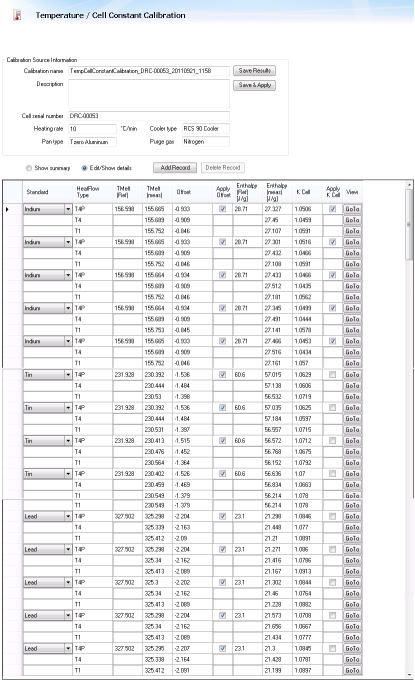 Temperature / Cell Constant Calibration
Calibration Source Information
Calibration name TempCellConstantCalibration_DRC-00053_20110921_1158 Save Results
Description Save & Apply
Cell serial number DRC-00053
Heating rate 10 °C/min Cooler type RCS 90 Cooler
Pan type Tzero Aluminum Purge gas Nitrogen
Show summary Edit/Show details Add Record Delete Record
Standard HeatFlow Type TMelt (Ref) TMelt (meas) Offset Apply Offset Enthalpy (Ref) (J/g) Enthalpy (meas) (J/g) K Cell Apply K Cell View
Indium T4P 156.598 155.665 -0.933 28.71 27.327 1.0506 GoTo
T4 155.689 -0.909 27.45 1.0459 GoTo
T1 155.752 -0.846 27.107 1.0591 GoTo
Indium T4P 156.598 155.665 -0.933 28.71 27.301 1.0516 GoTo
T4 155.689 -0.909 27.432 1.0466 GoTo
T1 155.752 -0.846 27.108 1.0591 GoTo
Indium T4P 156.598 155.664 -0.934 28.71 27.433 1.0466 GoTo
T4 155.689 -0.909 27.512 1.0435 GoTo
T1 155.752 -0.846 27.181 1.0562 GoTo
Indium T4P 156.598 155.664 -0.934 28.71 27.345 1.0499 GoTo
T4 155.689 -0.909 27.491 1.0444 GoTo
T1 155.753 -0.845 27.141 1.0578 GoTo
Indium T4P 156.598 155.665 -0.933 28.71 27.466 1.0453 GoTo
T4 155.689 -0.909 27.516 1.0434 GoTo
T1 155.752 -0.846 27.161 1.057 GoTo
Tin T4P 231.928 230.392 -1.536 60.6 57.015 1.0629 GoTo
T4 230.444 -1.484 57.138 1.0606 GoTo
T1 230.53 -1.398 56.532 1.0719 GoTo
Tin T4P 231.928 230.392 -1.536 60.6 57.035 1.0625 GoTo
T4 230.444 -1.484 57.184 1.0597 GoTo
T1 230.531 -1.397 56.557 1.0715 GoTo
Tin T4P 231.928 230.413 -1.515 60.6 56.572 1.0712 GoTo
T4 230.476 -1.452 56.768 1.0675 GoTo
T1 230.564 -1.364 56.152 1.0792 GoTo
Tin T4P 231.928 230.402 -1.526 60.6 56.636 1.07 GoTo
T4 230.459 -1.469 56.834 1.0663 GoTo
T1 230.549 -1.379 56.214 1.078 GoTo
T1 230.549 -1.379 56.214 1.078 GoTo
Lead T4P 327.502 325.298 -2.204 23.1 21.298 1.0846 GoTo
T4 325.339 -2.163 21.448 1.077 GoTo
T1 325.412 -2.09 21.21 1.0891 GoTo
Lead T4P 327.502 325.298 -2.204 23.1 21.271 1.086 GoTo
T4 325.34 -2.162 21.416 1.0786 GoTo
T1 325.413 -2.089 21.167 1.0913 GoTo
Lead T4P 327.502 325.3 -2.202 23.1 21.302 1.0844 GoTo
T4 325.34 -2.162 21.46 1.0764 GoTo
T1 325.413 -2.089 21.228 1.0882 GoTo
Lead T4P 327.502 325.298 -2.204 23.1 21.573 1.0708 GoTo
T4 325.34 -2.162 21.656 1.0667 GoTo
T1 325.413 -2.089 21.434 1.0777 GoTo
Lead T4P 327.502 325.295 -2.207 23.1 21.3 1.0845 GoTo
T4 325.338 -2.164 21.428 1.0781 GoTo
T1 325.412 -2.091 21.199 1.0897 GoTo